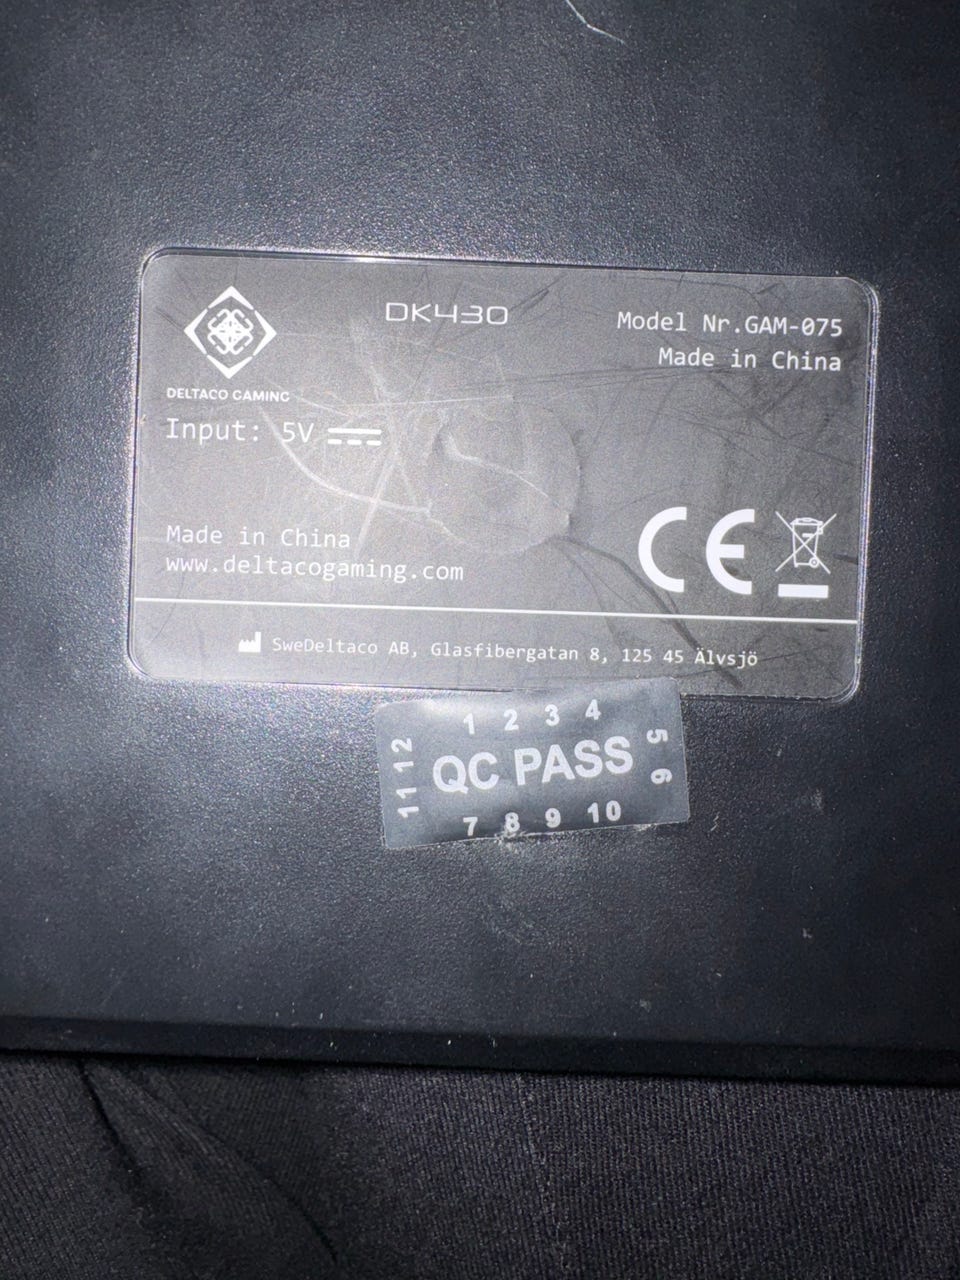 DK430
Model Nr.GAM-075
Made in China
DELTACO GAMING
Input: 5V
Made in China
www.deltacogaming.com
CE
SweDeltaco AB, Glasfibergatan 8, 125 45 Älvsjö
1 2 3 4
11 12
QC PASS
5 6
7 8 9 10